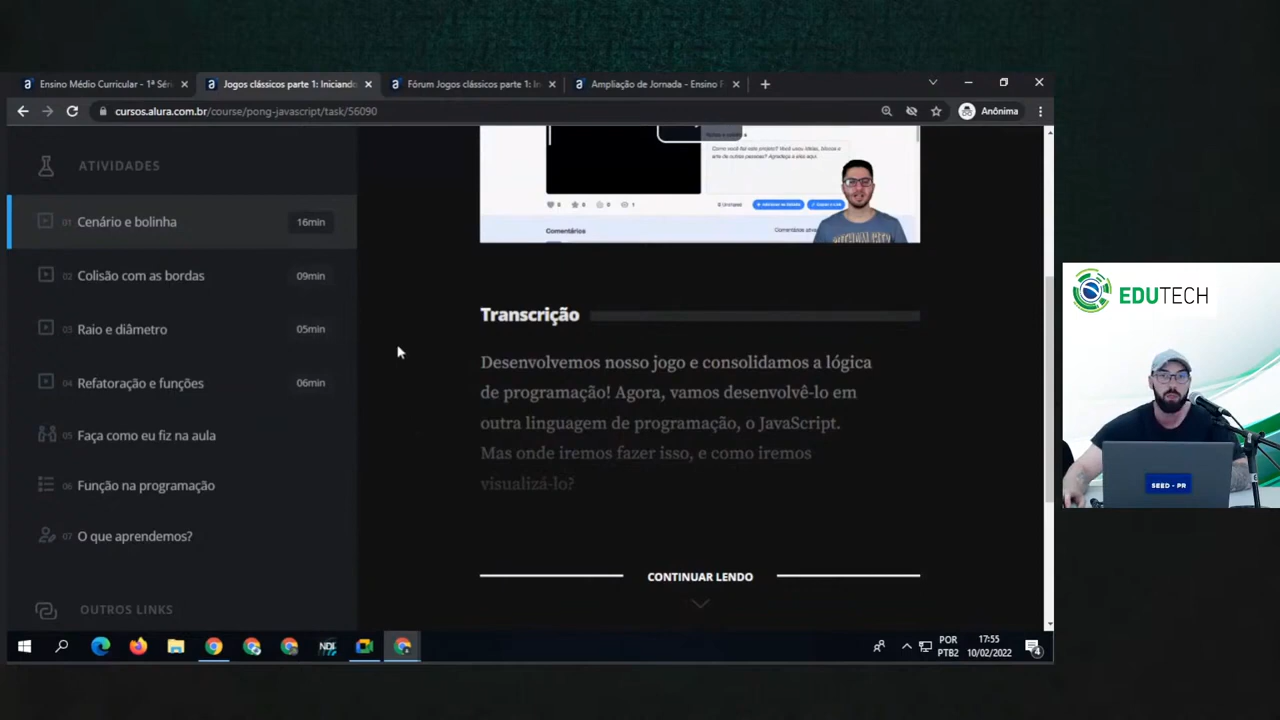 Ensino Médio Curricular - 1ª Séri
Jogos clássicos parte 1: Iniciando
Fórum Jogos clássicos parte 1: In
Ampliação de Jornada - Ensino F
cursos.alura.com.br/course/pong-javascript/task/56090
Anônima
ATIVIDADES
01 Cenário e bolinha 16min
02 Colisão com as bordas 09min
03 Raio e diâmetro 05min
04 Refatoração e funções 06min
05 Faça como eu fiz na aula
06 Função na programação
07 O que aprendemos?
OUTROS LINKS
Comentários
Transcrição
Desenvolvemos nosso jogo e consolidamos a lógica
de programação! Agora, vamos desenvolvê-lo em
outra linguagem de programação, o JavaScript.
Mas onde iremos fazer isso, e como iremos
visualizá-lo?
CONTINUAR LENDO
EDUTECH
SEED - PR
NDI
POR
PTB2
17:55
10/02/2022
4